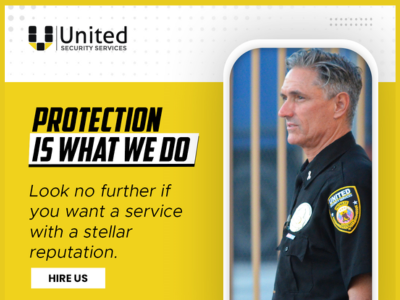 United
SECURITY SERVICES
PROTECTION
IS WHAT WE DO
Look no further if
you want a service
with a stellar
reputation.
HIRE US
UNITED